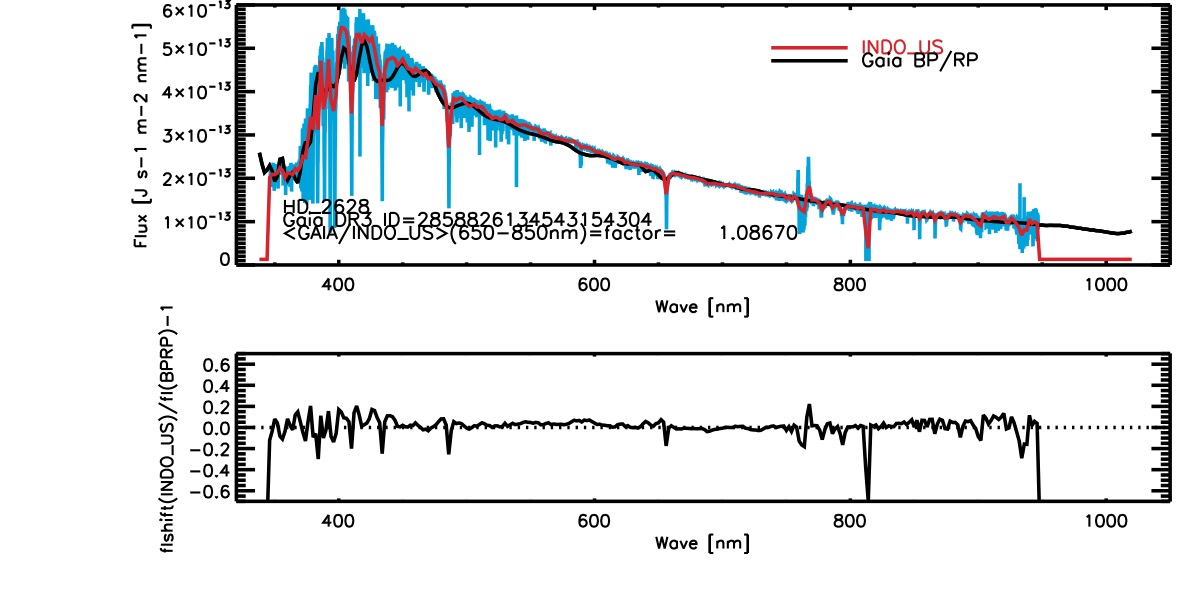 6×10⁻¹³
5×10⁻¹³
4×10⁻¹³
3×10⁻¹³
2×10⁻¹³
1×10⁻¹³
0
Flux [J s−1 m−2 nm−1]
INDO_US
Gaia BP/RP
HD_2628
Gaia DR3 ID=2858826134543154304
<GAIA/INDO_US>(650−850nm)=factor= 1.08670
400 600 800 1000
Wave [nm]
flshift(INDO_US)/fl(BPRP)−1
0.6
0.4
0.2
0.0
−0.2
−0.4
−0.6
400 600 800 1000
Wave [nm]